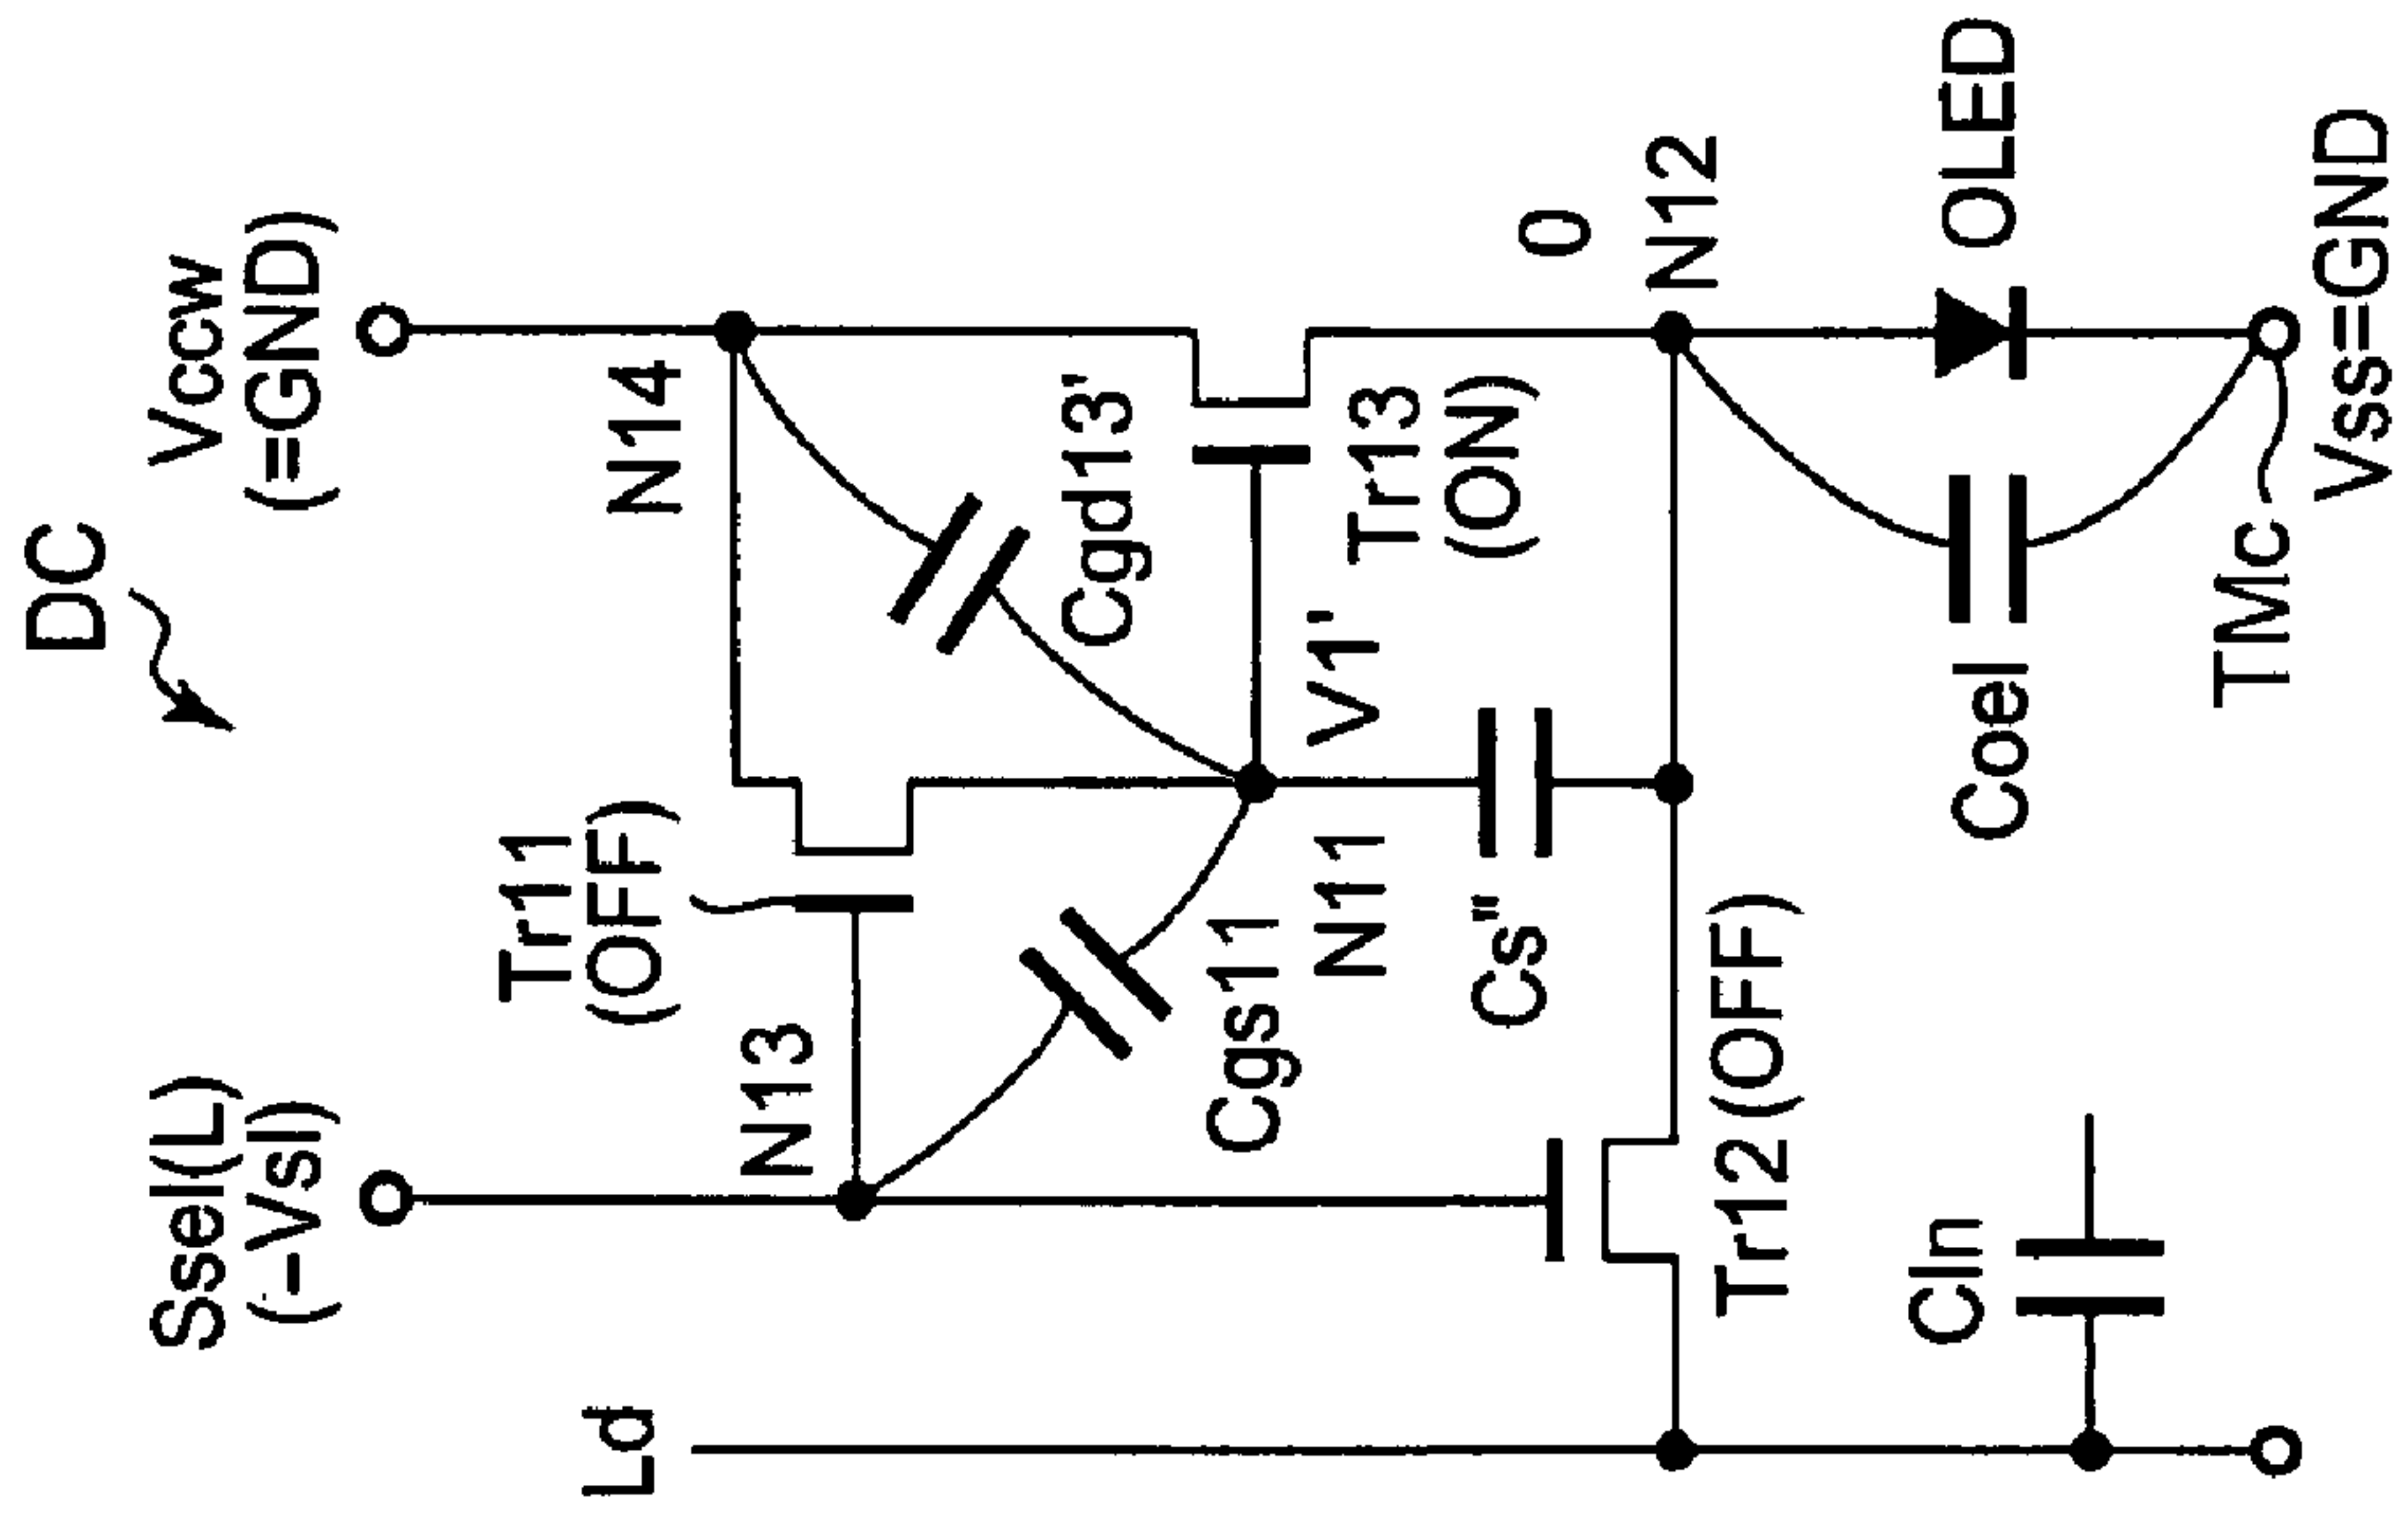 DC
Ssel(L)
(-Vsl)
Vccw
(=GND)
Ld
Tr11
(OFF)
N14
N13
Cgd13'
Cgs11
V1'
N11
Tr13
(ON)
Cs"
0
N12
Tr12(OFF)
Cln
Coel
OLED
TMc
Vss=GND